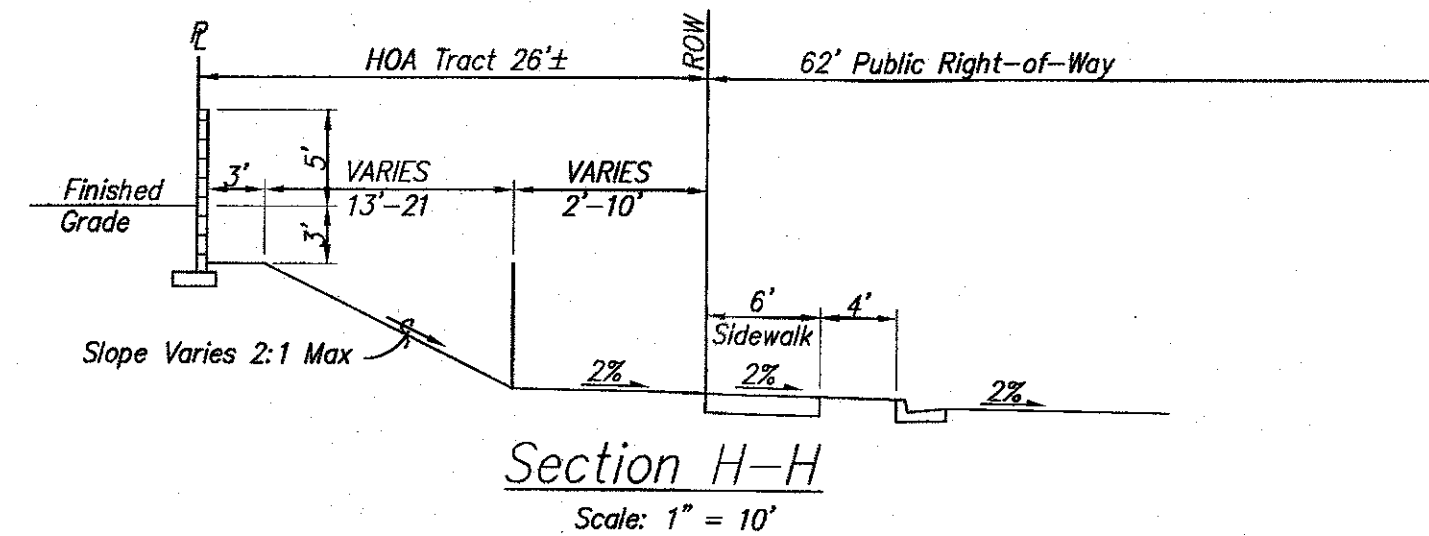 PL
HOA Tract 26'±
ROW
62' Public Right-of-Way
5'
3'
VARIES
VARIES
Finished
13'-21
2'-10'
Grade
3'
6'
4'
Sidewalk
Slope Varies 2:1 Max
2%
2%
2%
Section H-H
Scale: 1" = 10'